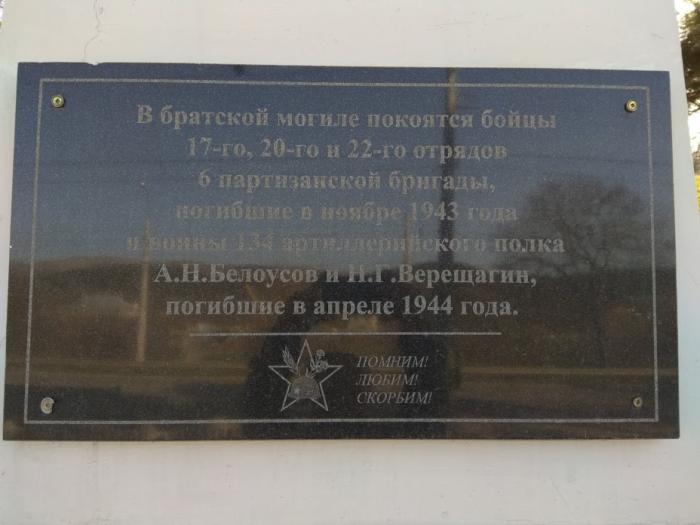 В братской могиле покоятся бойцы
17-го, 20-го и 22-го отрядов
6 партизанской бригады,
погибшие в ноябре 1943 года
и воины 134 артиллерийского полка
А.Н.Белоусов и Н.Г.Верещагин,
погибшие в апреле 1944 года.
ПОМНИМ!
ЛЮБИМ!
СКОРБИМ!